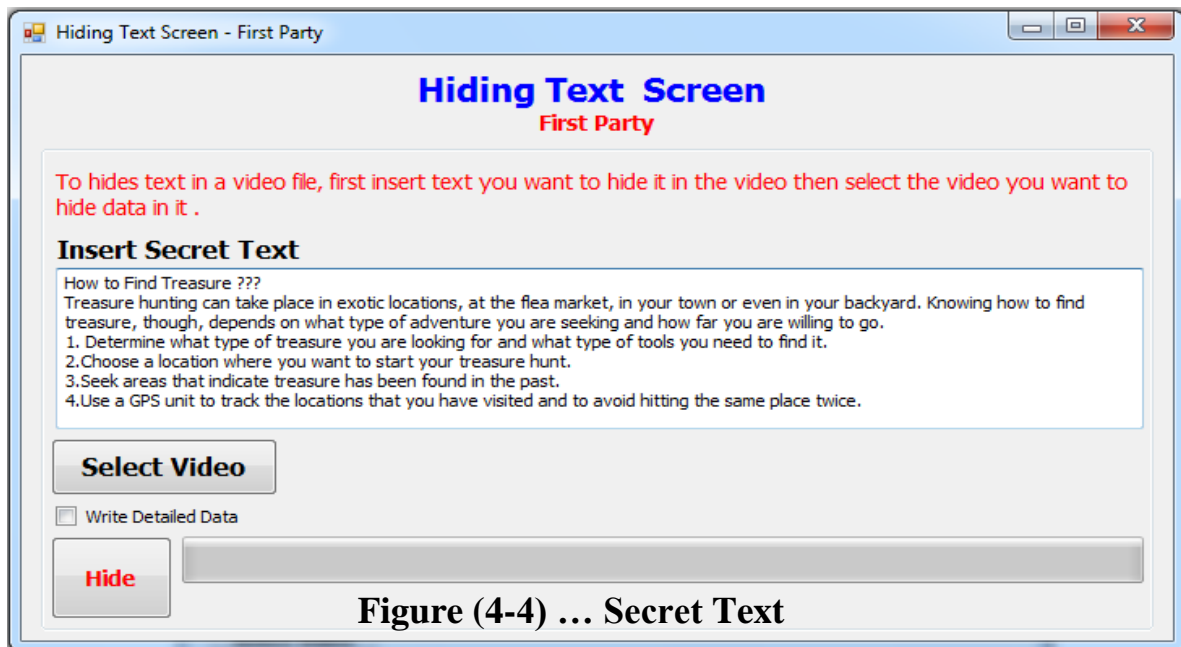 Hiding Text Screen - First Party
Hiding Text Screen
First Party
To hides text in a video file, first insert text you want to hide it in the video then select the video you want to
hide data in it .
Insert Secret Text
How to Find Treasure ???
Treasure hunting can take place in exotic locations, at the flea market, in your town or even in your backyard. Knowing how to find
treasure, though, depends on what type of adventure you are seeking and how far you are willing to go.
1. Determine what type of treasure you are looking for and what type of tools you need to find it.
2.Choose a location where you want to start your treasure hunt.
3.Seek areas that indicate treasure has been found in the past.
4.Use a GPS unit to track the locations that you have visited and to avoid hitting the same place twice.
Select Video
Write Detailed Data
Hide
Figure (4-4) … Secret Text